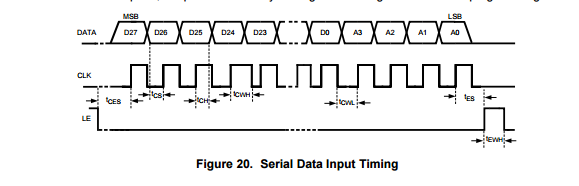 MSB LSB
DATA D27 D26 D25 D24 D23 D0 A3 A2 A1 A0
CLK
tCES tCS tCH tCWH tCWL tES
LE
tEWH
Figure 20. Serial Data Input Timing